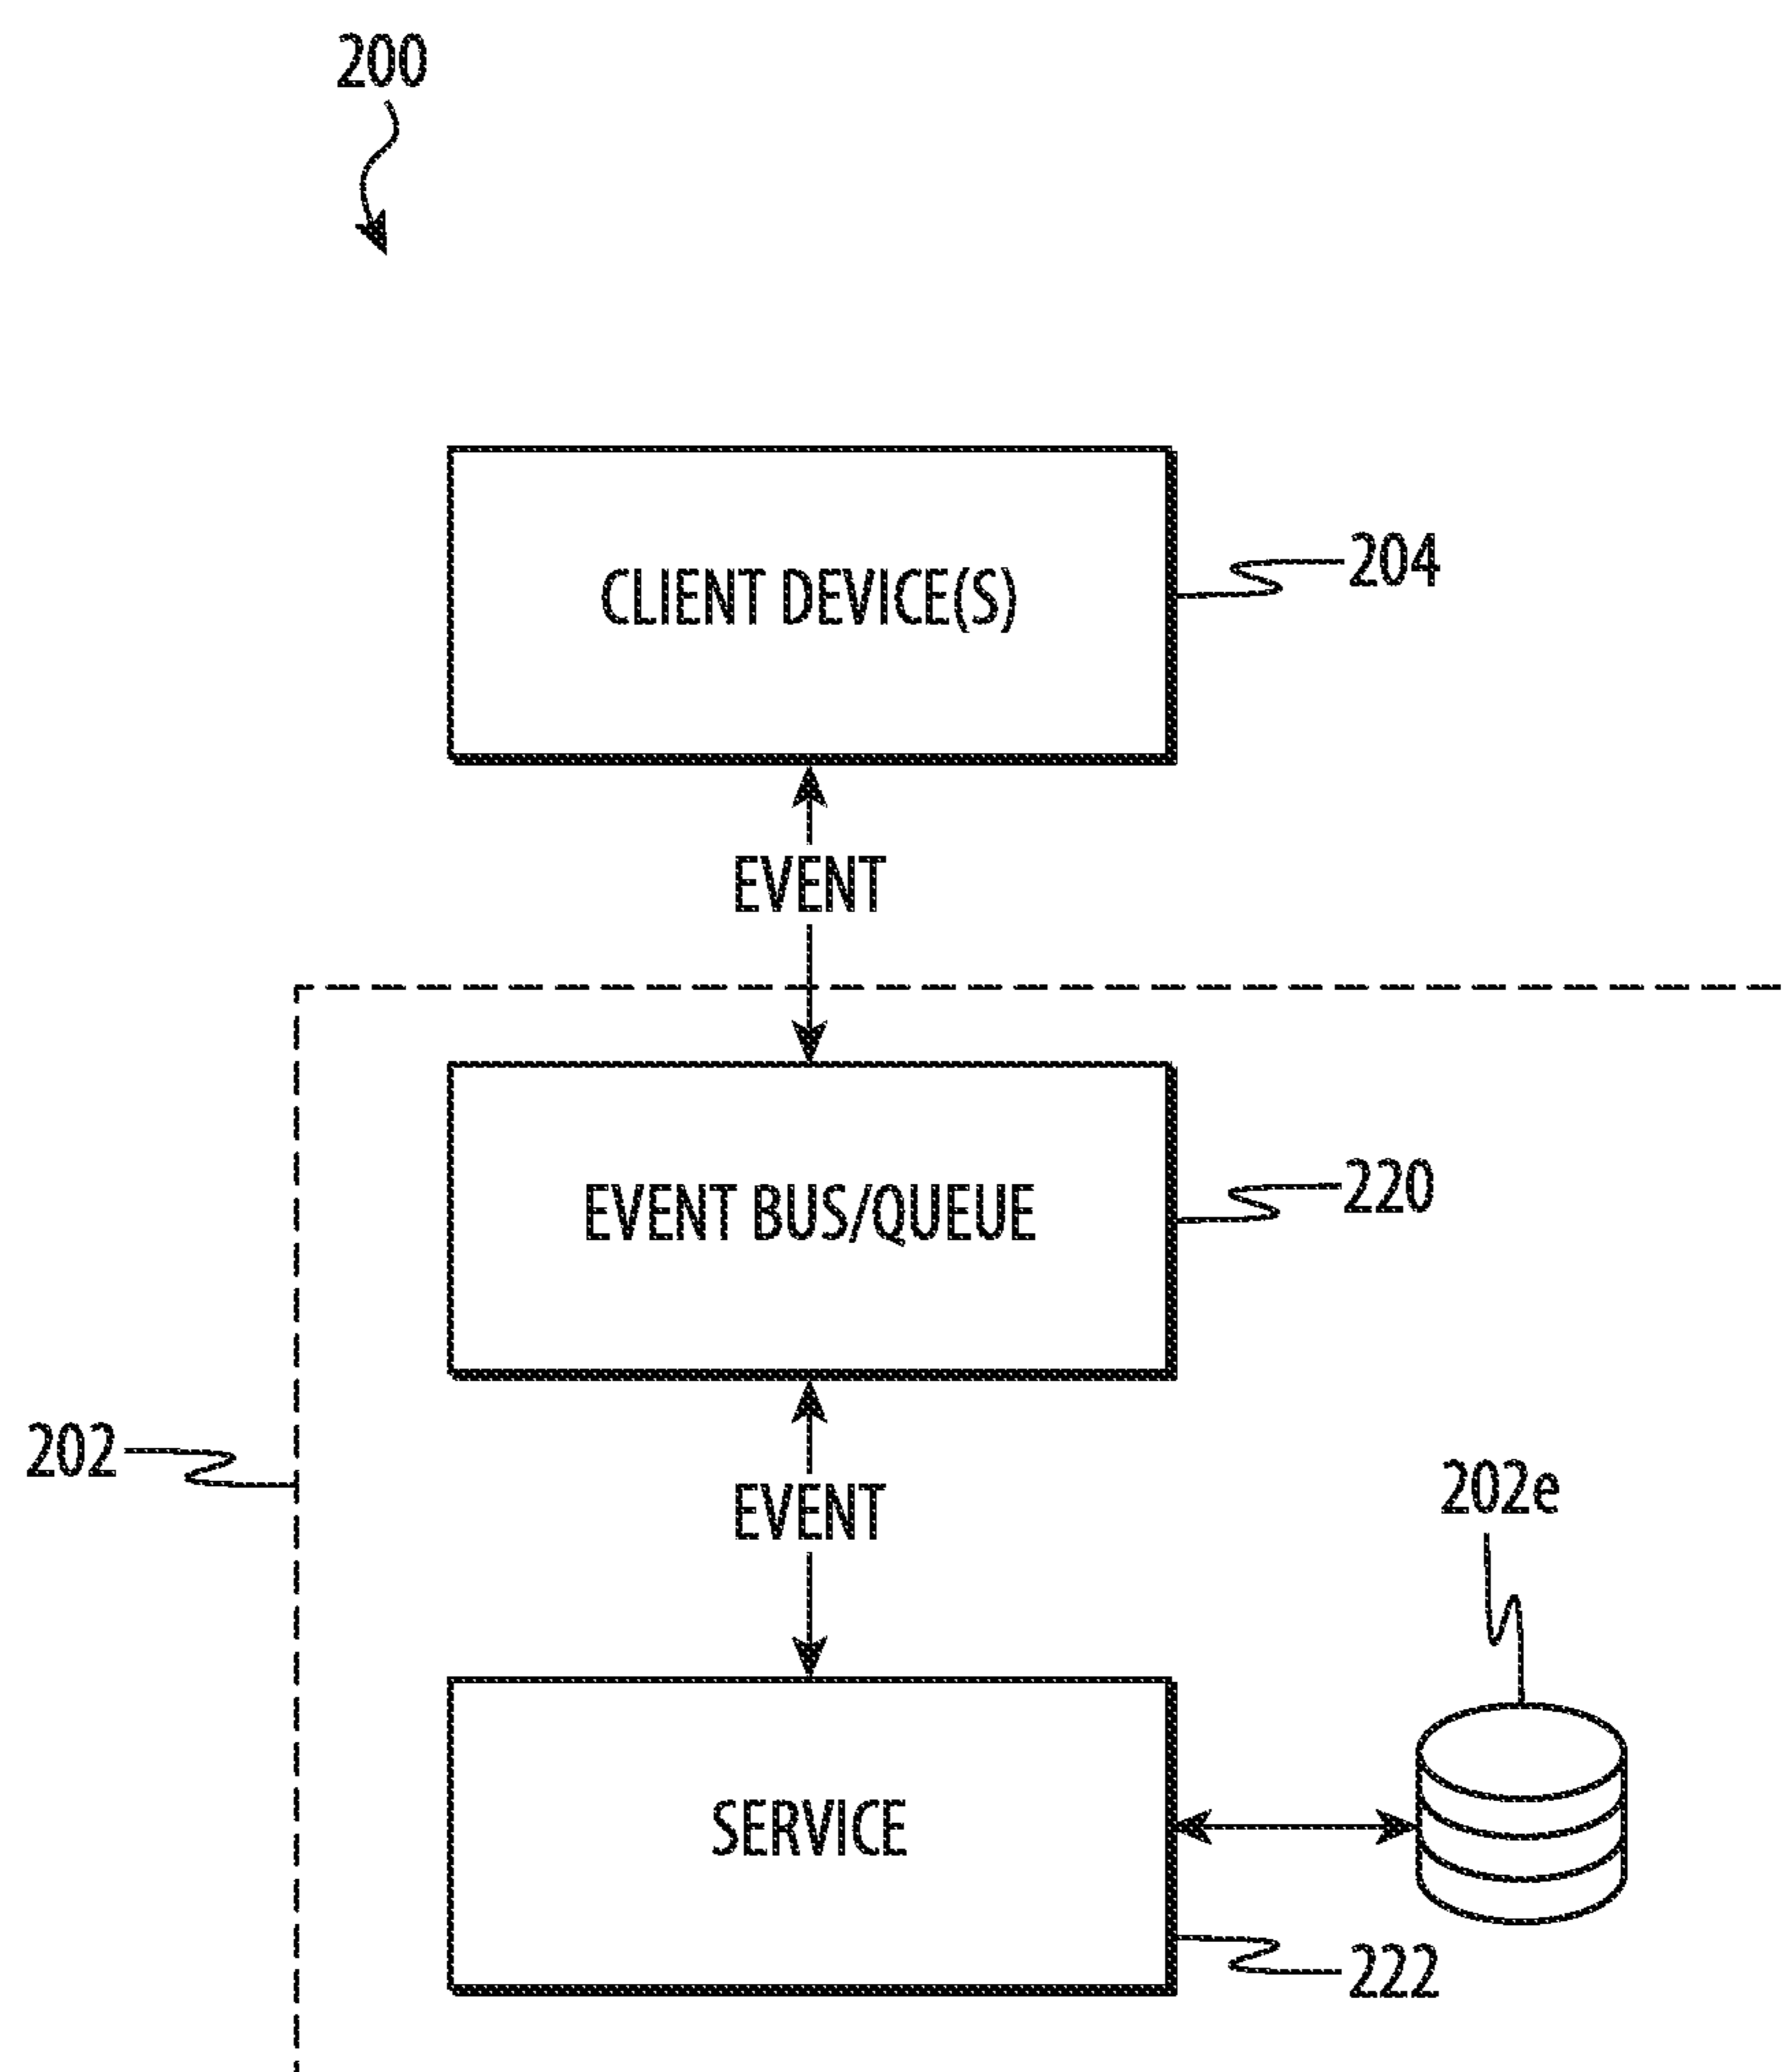 200
CLIENT DEVICE(S)
204
EVENT
EVENT BUS/QUEUE
220
202
EVENT
202e
SERVICE
222